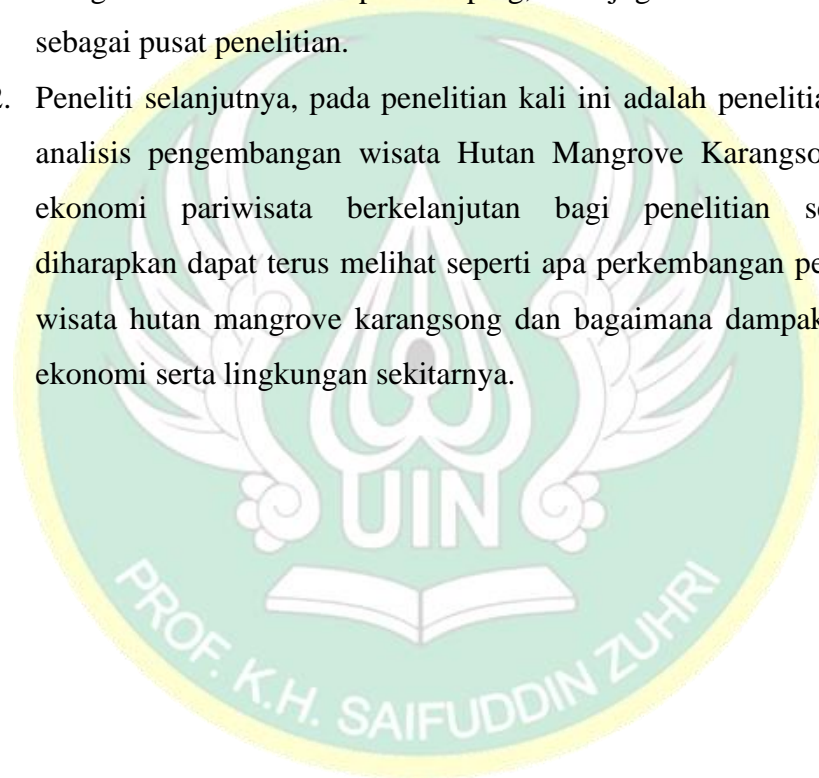 sebagai pusat penelitian.
2. Peneliti selanjutnya, pada penelitian kali ini adalah penelitia
analisis pengembangan wisata Hutan Mangrove Karangso
ekonomi pariwisata berkelanjutan bagi penelitian se
diharapkan dapat terus melihat seperti apa perkembangan pe
wisata hutan mangrove karangsong dan bagaimana dampak
ekonomi serta lingkungan sekitarnya.
UIN
PROF. K.H. SAIFUDDIN ZUHRI